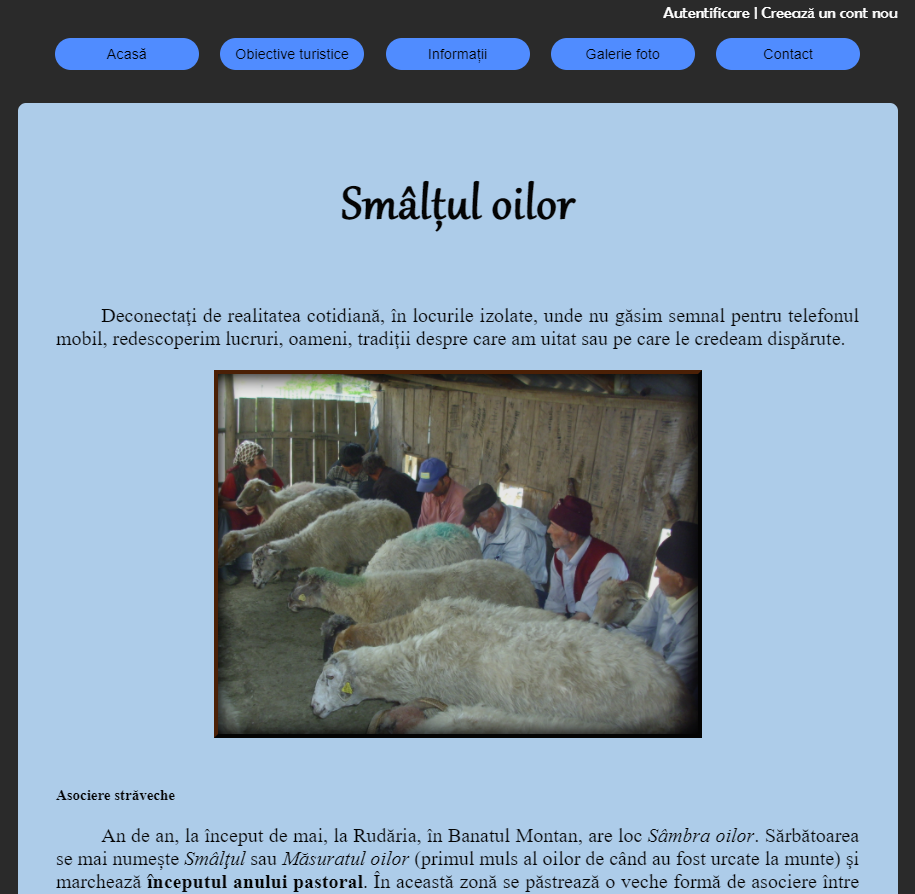 Autentificare | Creează un cont nou
Acasă
Obiective turistice
Informații
Galerie foto
Contact
Smâlțul oilor
Deconectați de realitatea cotidiană, în locurile izolate, unde nu găsim semnal pentru telefonul
mobil, redescoperim lucruri, oameni, tradiții despre care am uitat sau pe care le credeam dispărute.
Asociere străveche
An de an, la început de mai, la Rudăria, în Banatul Montan, are loc Sâmbra oilor. Sărbătoarea
se mai numește Smâlțul sau Măsuratul oilor (primul muls al oilor de când au fost urcate la munte) și
marchează începutul anului pastoral. În această zonă se păstrează o veche formă de asociere între